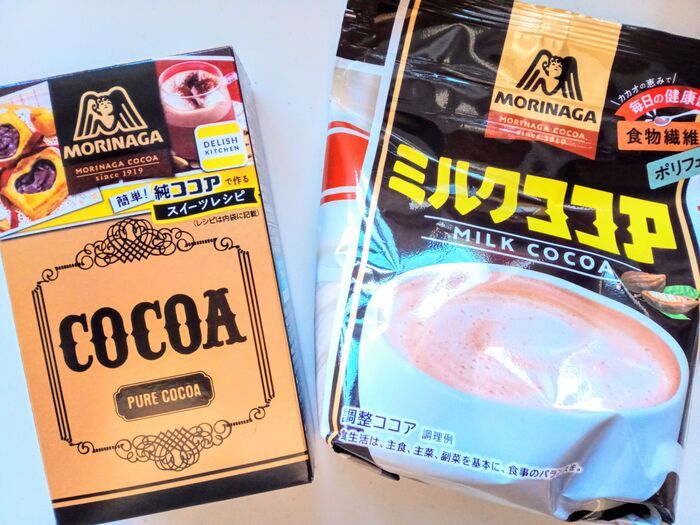 MORINAGA
MORINAGA COCOA
since 1919
DELISH
KITCHEN
簡単!純ココアで作る
スイーツレシピ
(レシピは内袋に記載)
COCOA
PURE COCOA
MORINAGA
MORINAGA COCOA
since 1919
カカオの恵みで
毎日の健康
食物繊維
ポリフェ
ミルクココア
MILK COCOA
調整ココア 調理例
食生活は、主食、主菜、副菜を基本に、食事のバランスを。